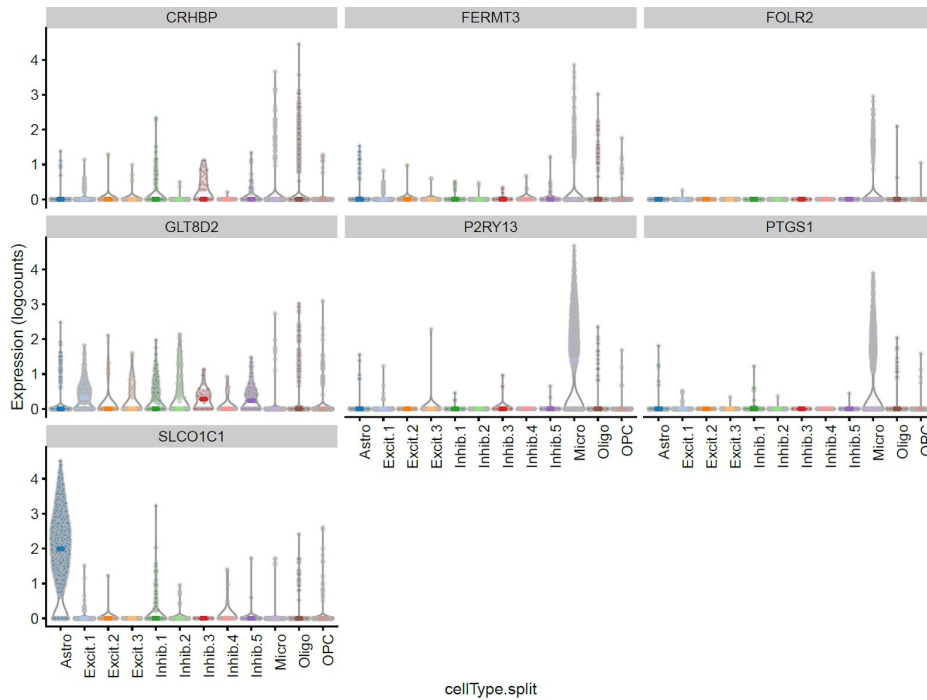 CRHBP FERMT3 FOLR2
4
3
2
1
0
GLT8D2 P2RY13 PTGS1
4
3
2
1
0
Astro Excit.1 Excit.2 Excit.3 Inhib.1 Inhib.2 Inhib.3 Inhib.4 Inhib.5 Micro Oligo OPC Astro Excit.1 Excit.2 Excit.3 Inhib.1 Inhib.2 Inhib.3 Inhib.4 Inhib.5 Micro Oligo OPC
SLCO1C1
4
3
2
1
0
Astro Excit.1 Excit.2 Excit.3 Inhib.1 Inhib.2 Inhib.3 Inhib.4 Inhib.5 Micro Oligo OPC
Expression (logcounts)
cellType.split